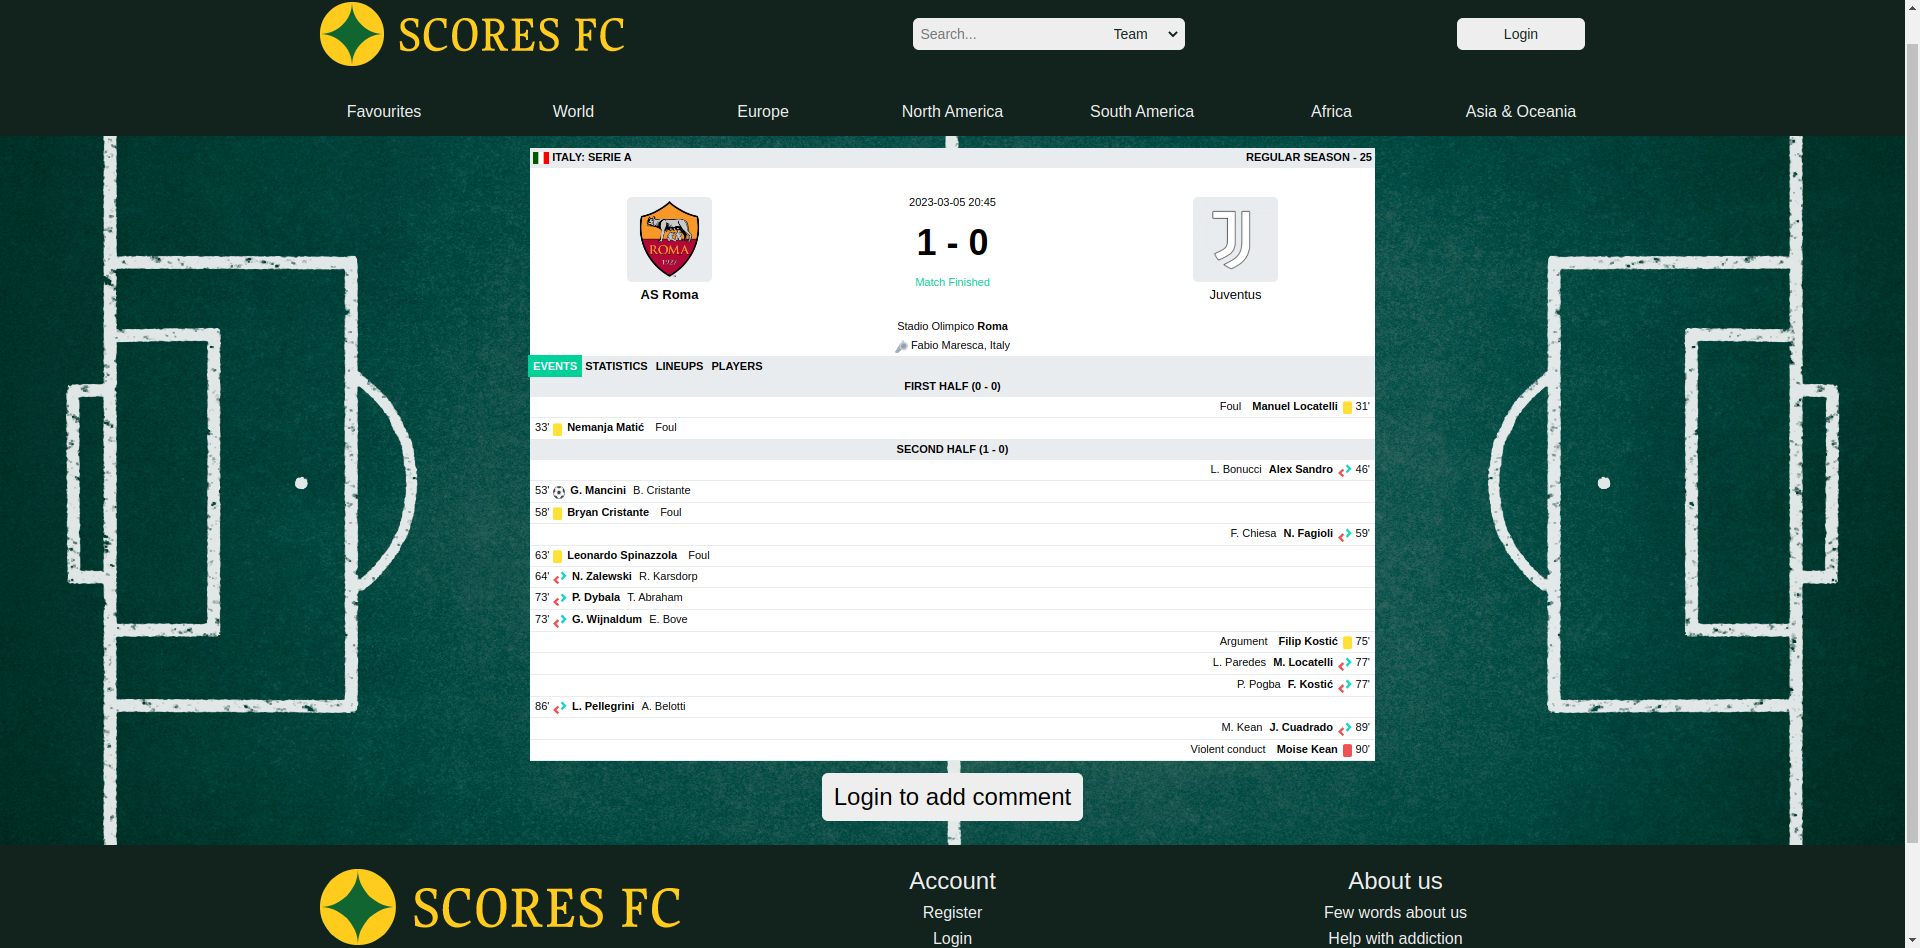 SCORES FC
Search... Team
Login
Favourites World Europe North America South America Africa Asia & Oceania
ITALY: SERIE A REGULAR SEASON - 25
2023-03-05 20:45
1 - 0
ROMA
1927
Match Finished
AS Roma Juventus
Stadio Olimpico Roma
Fabio Maresca, Italy
EVENTS STATISTICS LINEUPS PLAYERS
FIRST HALF (0 - 0)
Foul Manuel Locatelli 31'
33' Nemanja Matić Foul
SECOND HALF (1 - 0)
L. Bonucci Alex Sandro 46'
53' G. Mancini B. Cristante
58' Bryan Cristante Foul
F. Chiesa N. Fagioli 59'
63' Leonardo Spinazzola Foul
64' N. Zalewski R. Karsdorp
73' P. Dybala T. Abraham
73' G. Wijnaldum E. Bove
Argument Filip Kostić 75'
L. Paredes M. Locatelli 77'
P. Pogba F. Kostić 77'
86' L. Pellegrini A. Belotti
M. Kean J. Cuadrado 89'
Violent conduct Moise Kean 90'
Login to add comment
SCORES FC
Account
Register
Login
About us
Few words about us
Help with addiction